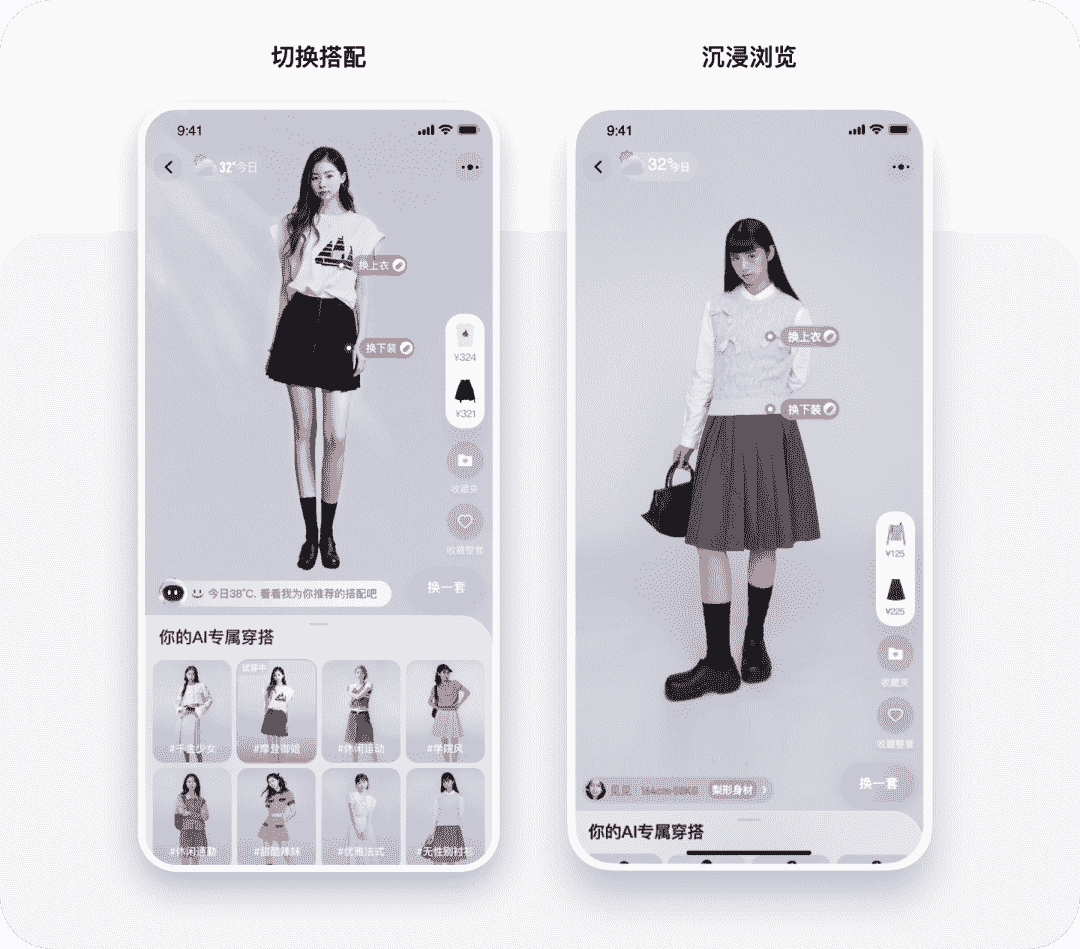 切换搭配
沉浸浏览
9:41
32° 今日
换上衣
换下装
¥324
¥321
收藏夹
收藏整套
今日38°C. 看看我为你推荐的搭配吧
换一套
你的AI专属穿搭
试穿中
#千金少女
#摩登御姐
#休闲运动
#学院风
#休闲通勤
#甜酷辣妹
#优雅法式
#无性别衬衫
9:41
32° 今日
换上衣
换下装
¥125
¥225
收藏夹
收藏整套
梨形身材
换一套
你的AI专属穿搭